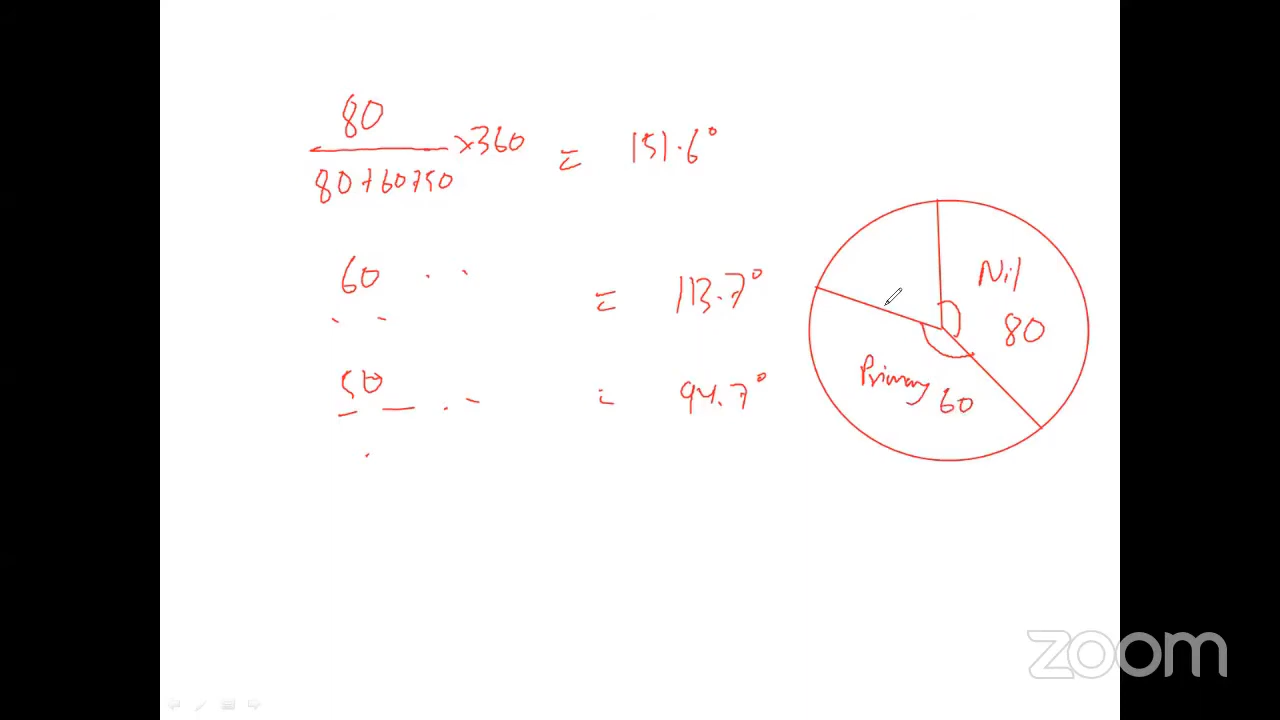 80
80+60+50 ×360 = 151.6°
60 = 113.7°
50 = 94.7°
Nil
80
Primary 60
zoom